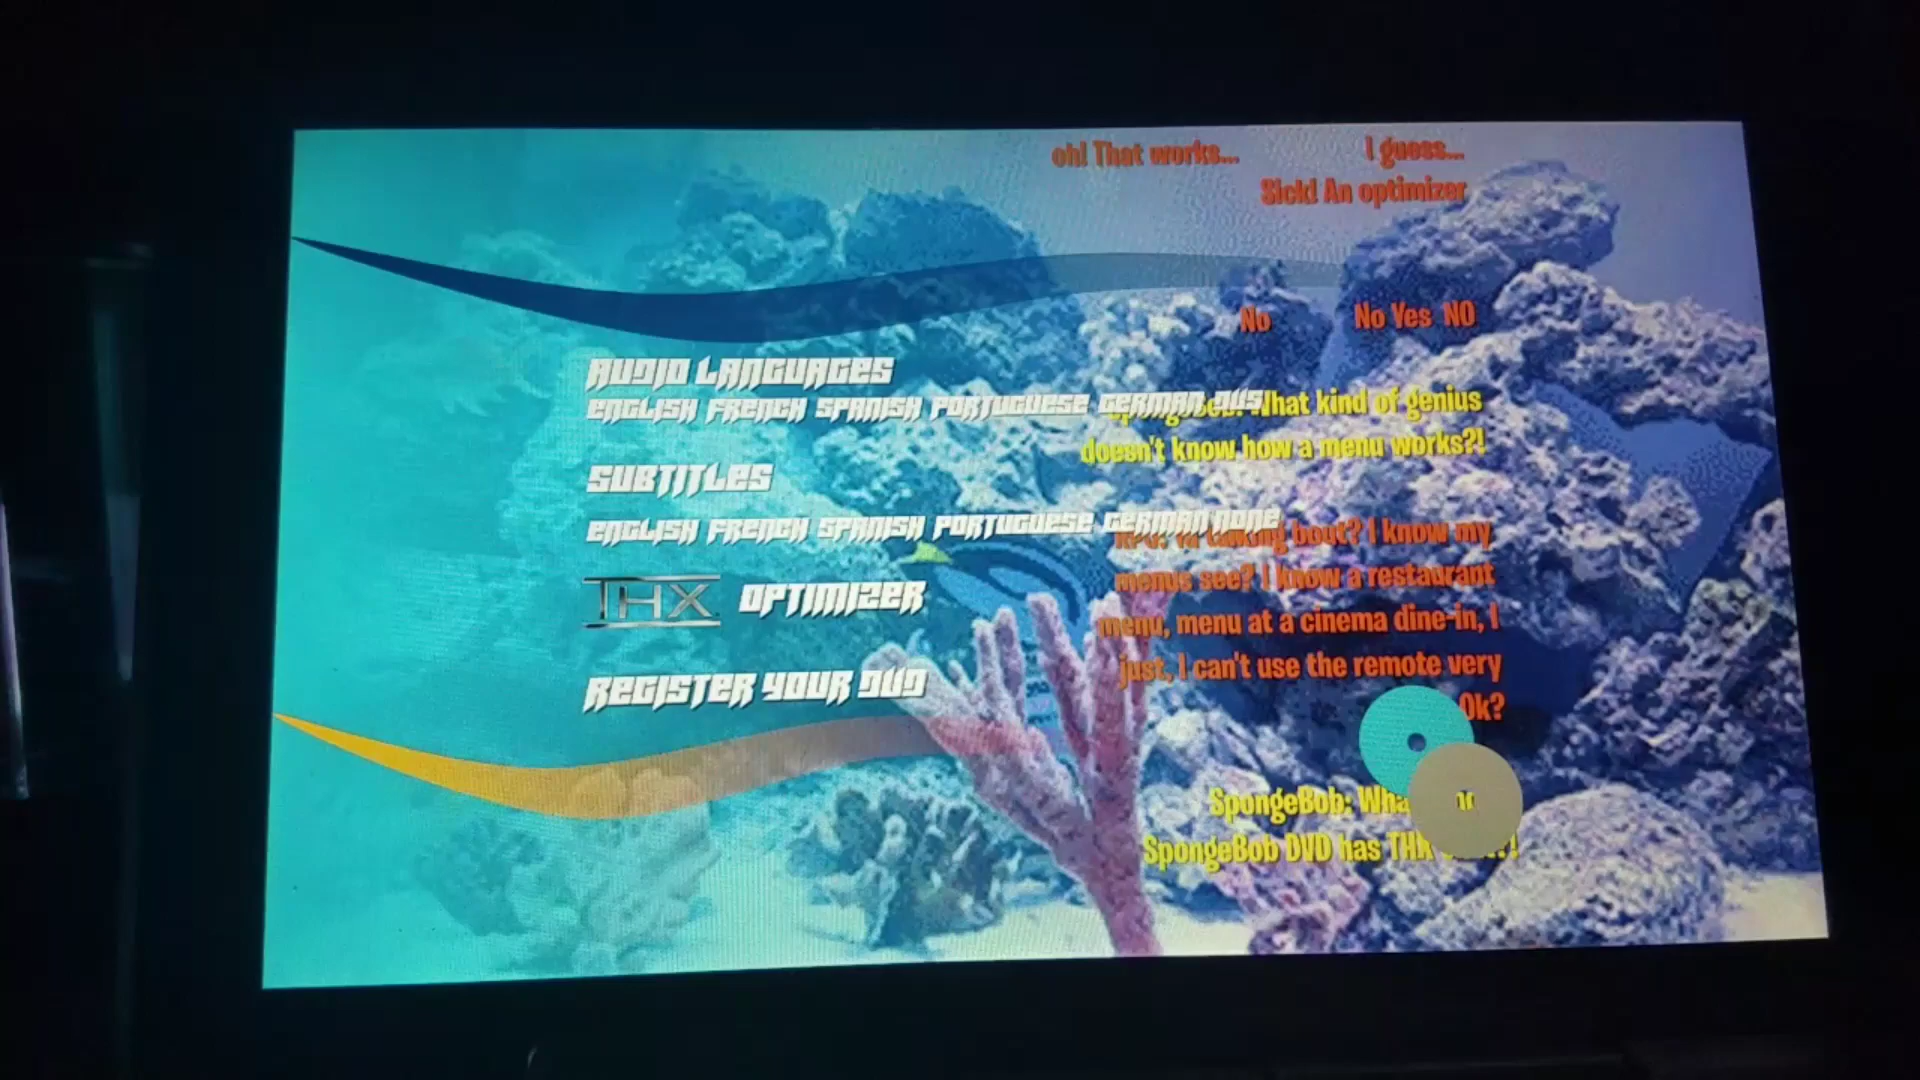 oh! That works... I guess...
Sick! An optimizer
No No Yes NO
AUDIO LANGUAGES
ENGLISH FRENCH SPANISH PORTUGUESE GERMAN DVS
What kind of genius
doesn't know how a menu works?!
SUBTITLES
ENGLISH FRENCH SPANISH PORTUGUESE GERMAN NONE
bout? I know my
menus see? I know a restaurant
THX OPTIMIZER
menu, menu at a cinema dine-in, I
just, I can't use the remote very
REGISTER YOUR DVD
Ok?
SpongeBob:
SpongeBob DVD has THX